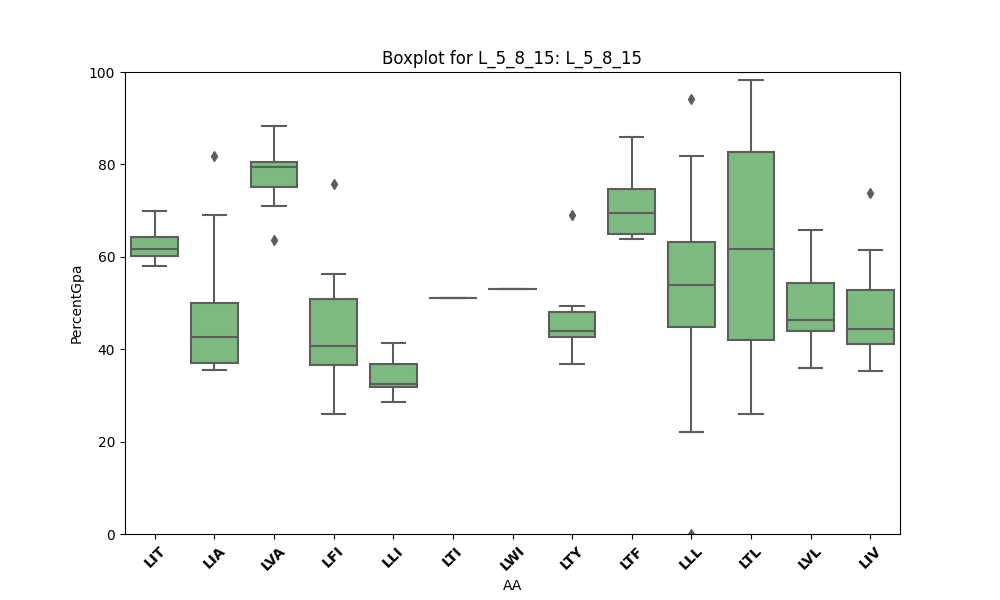 Boxplot for L_5_8_15: L_5_8_15
100
80
60
40
20
0
PercentGpa
LIT LIA LVA LFI LLI LTI LWI LTY LTF LLL LTL LVL LIV
AA